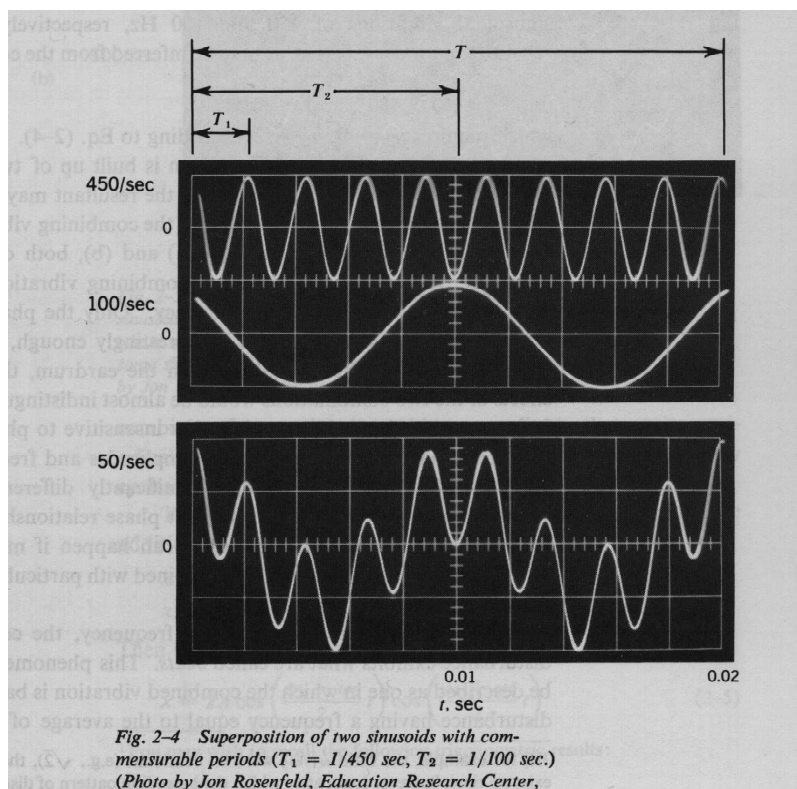 T
T₂
T₁
450/sec
0
100/sec
0
50/sec
0
0.01
0.02
t, sec
Fig. 2–4 Superposition of two sinusoids with com-
mensurable periods (T₁ = 1/450 sec, T₂ = 1/100 sec.)
(Photo by Jon Rosenfeld, Education Research Center,